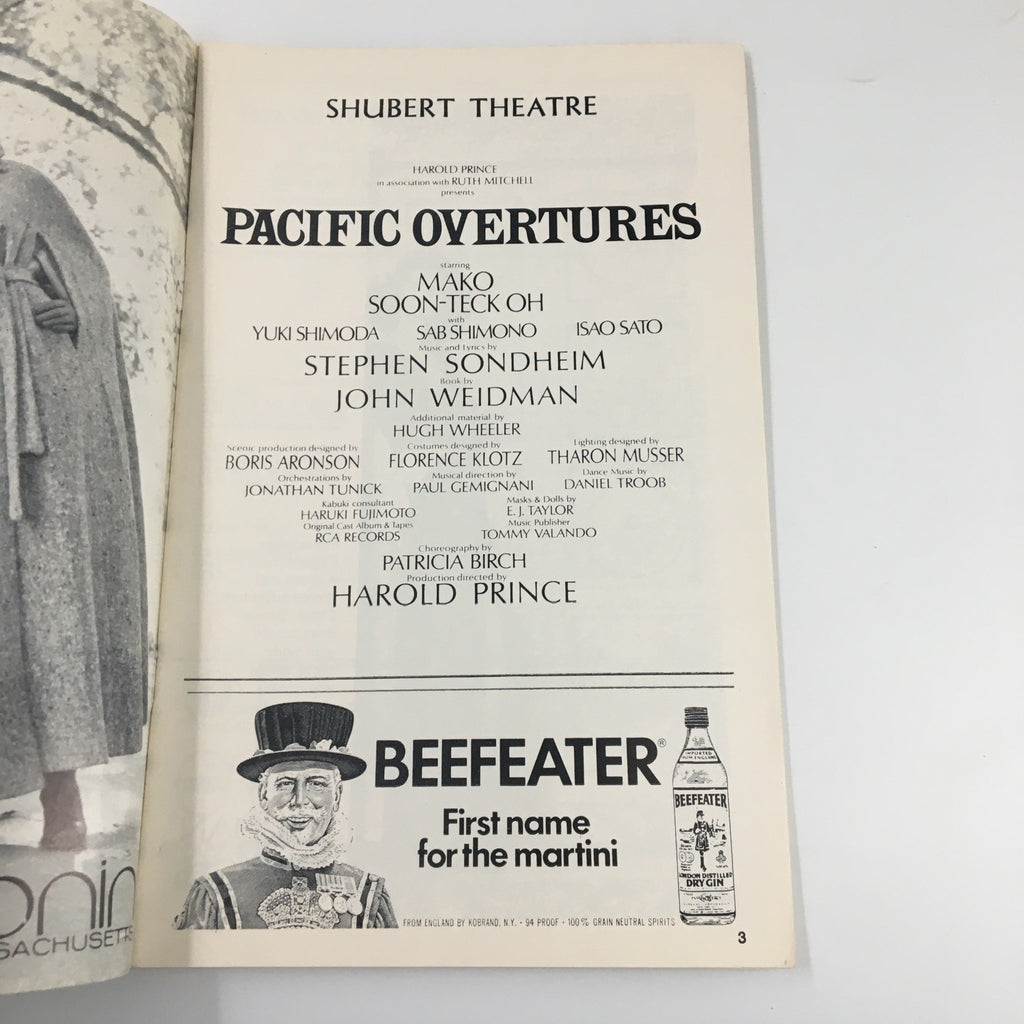 SHUBERT THEATRE
HAROLD PRINCE
in association with RUTH MITCHELL
presents
PACIFIC OVERTURES
starring
MAKO
SOON-TECK OH
with
YUKI SHIMODA SAB SHIMONO ISAO SATO
Music and Lyrics by
STEPHEN SONDHEIM
Book by
JOHN WEIDMAN
Additional material by
HUGH WHEELER
Scenic production designed by Costumes designed by Lighting designed by
BORIS ARONSON FLORENCE KLOTZ THARON MUSSER
Orchestrations by Musical direction by Dance Music by
JONATHAN TUNICK PAUL GEMIGNANI DANIEL TROOB
Kabuki consultant Masks & Dolls by
HARUKI FUJIMOTO E. J. TAYLOR
Original Cast Album & Tapes Music Publisher
RCA RECORDS TOMMY VALANDO
Choreography by
PATRICIA BIRCH
Production directed by
HAROLD PRINCE
BEEFEATER®
First name
for the martini
IMPORTED
FROM ENGLAND
BEEFEATER
LONDON DISTILLED
DRY GIN
FROM ENGLAND BY KOBRAND, N.Y. • 94 PROOF • 100% GRAIN NEUTRAL SPIRITS
3
onin
SACHUSETTS